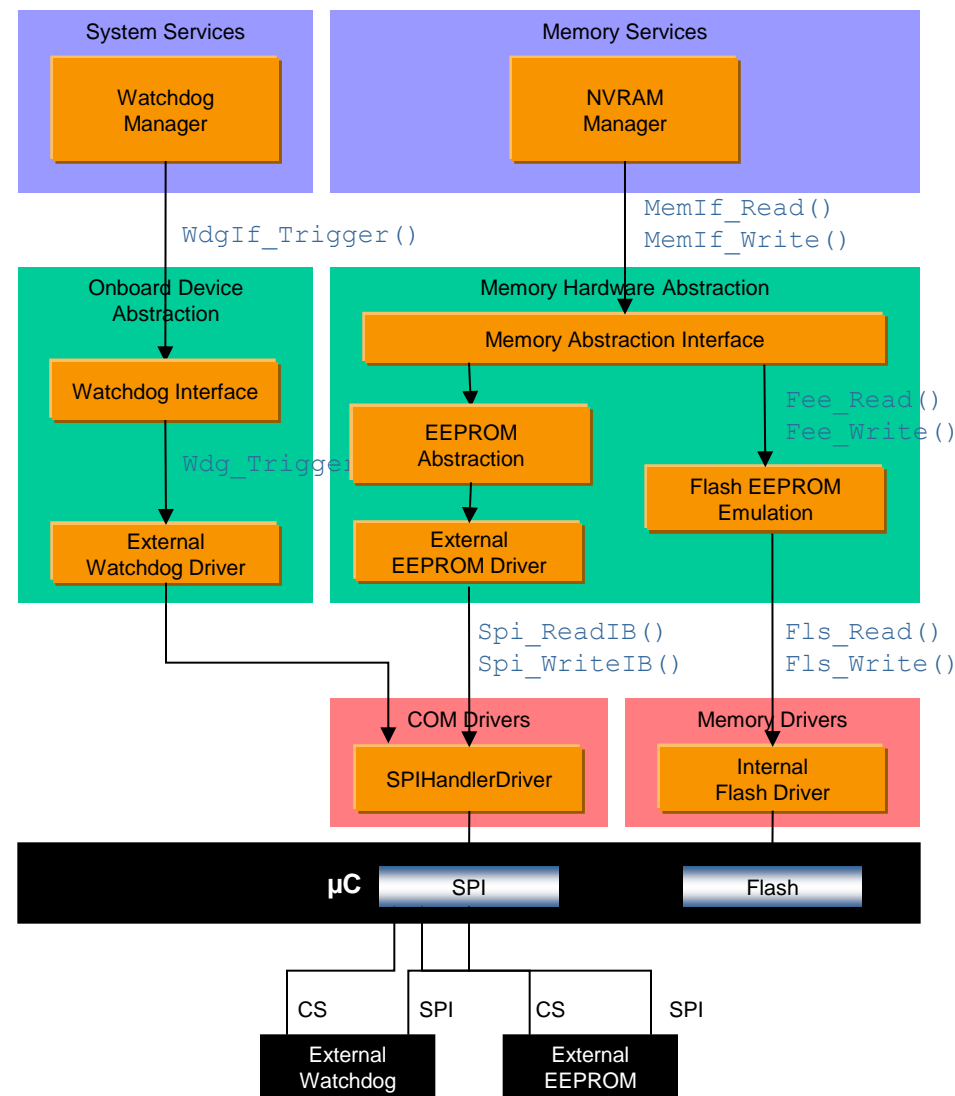 System Services
Memory Services
Watchdog
Manager
NVRAM
Manager
WdgIf_Trigger()
MemIf_Read()
MemIf_Write()
Onboard Device
Abstraction
Memory Hardware Abstraction
Memory Abstraction Interface
Watchdog Interface
EEPROM
Abstraction
Fee_Read()
Fee_Write()
Wdg_Trigger
Flash EEPROM
Emulation
External
Watchdog Driver
External
EEPROM Driver
Spi_ReadIB()
Spi_WriteIB()
Fls_Read()
Fls_Write()
COM Drivers
Memory Drivers
SPIHandlerDriver
Internal
Flash Driver
µC
SPI
Flash
CS
SPI
CS
SPI
External
Watchdog
External
EEPROM